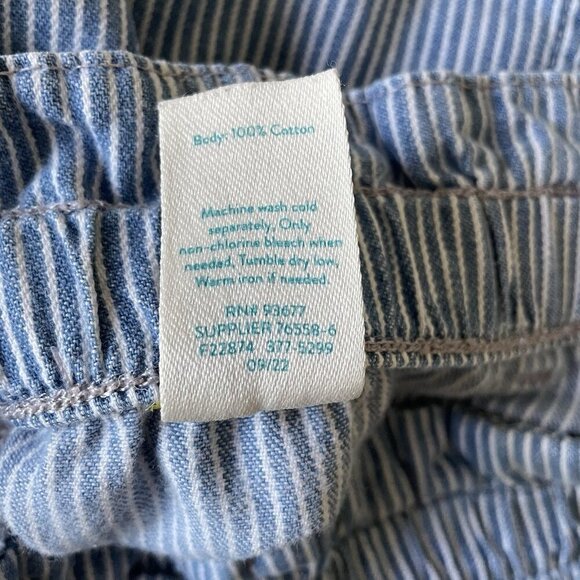 Body: 100% Cotton
Machine wash cold
separately. Only
non-chlorine bleach when
needed. Tumble dry low.
Warm iron if needed.
RN# 93677
SUPPLIER 76558-6
F22874 377-5299
09/22